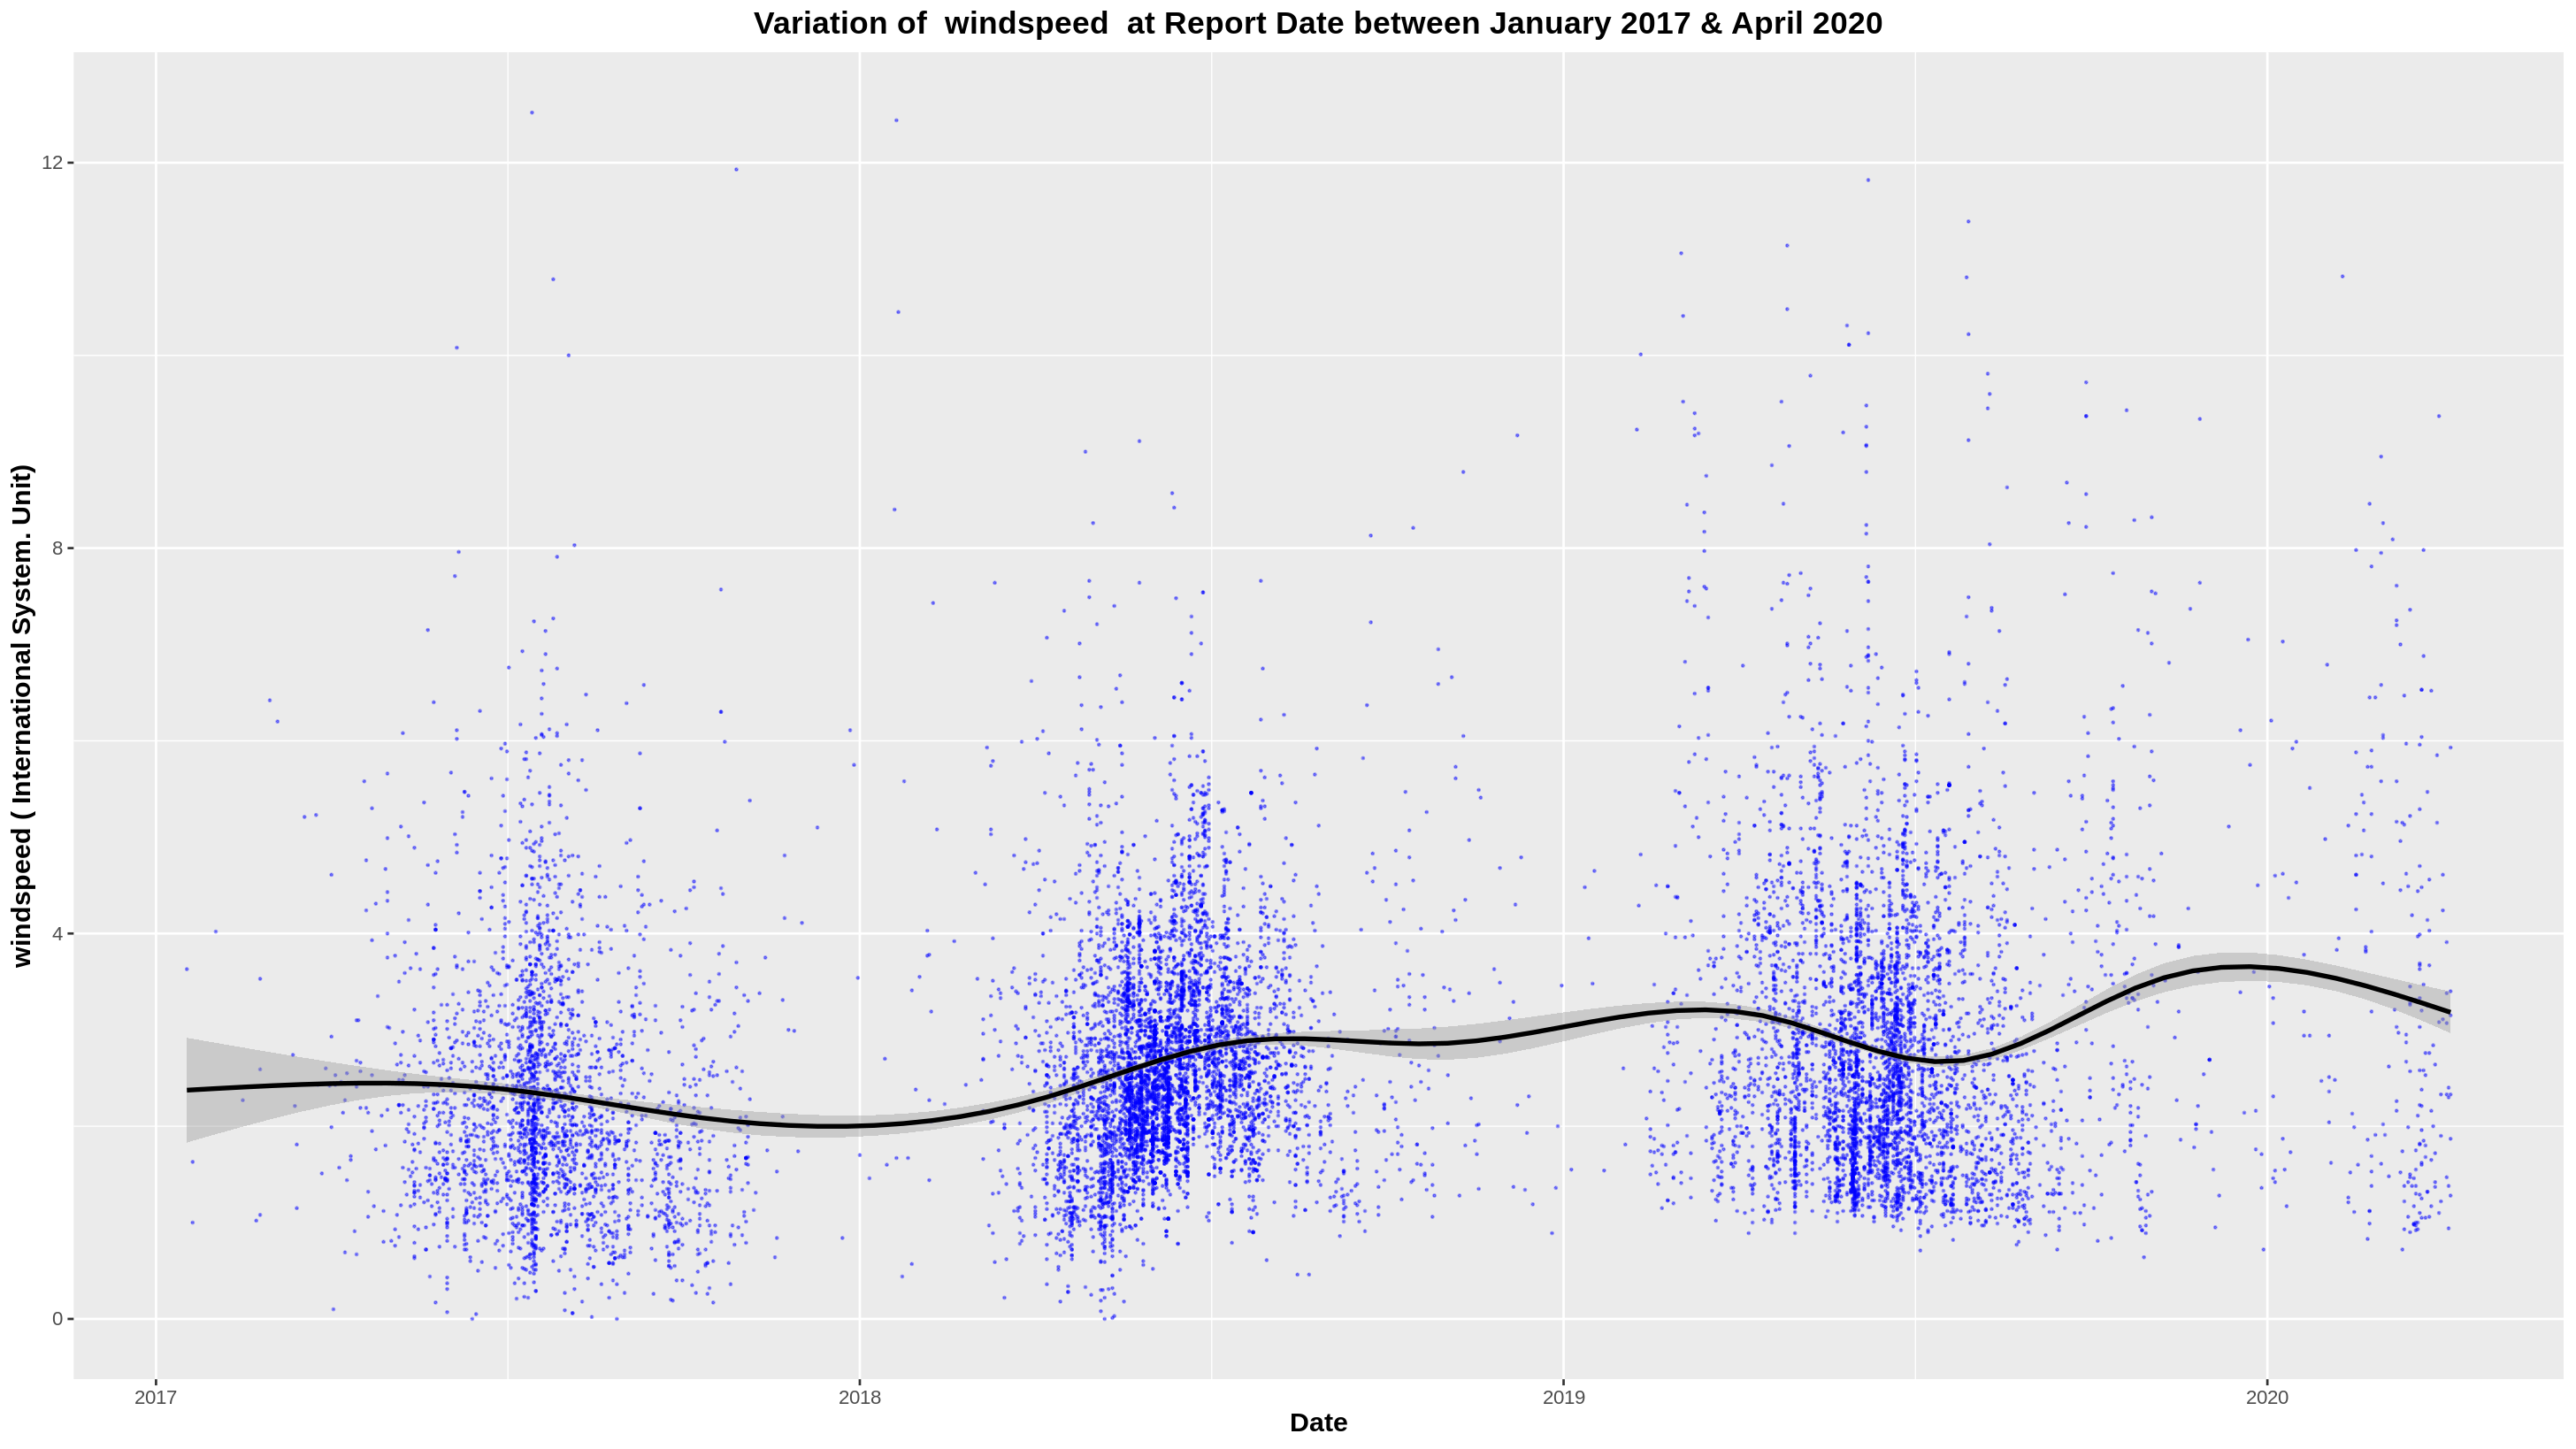 Variation of  windspeed  at Report Date between January 2017 & April 2020
windspeed ( International System. Unit)
12
8
4
0
2017
2018
2019
2020
Date